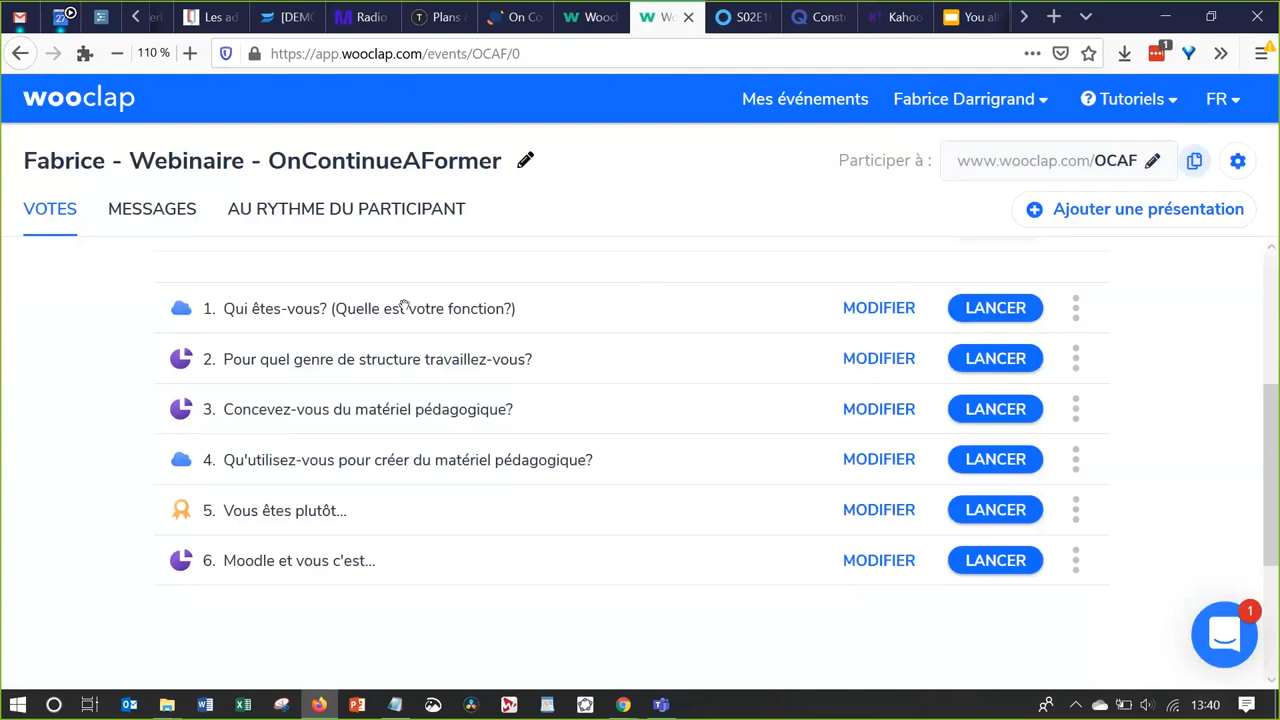 Les ad
[DEMO
Radio
Plans
On Co
Wooc
Wo
S02E1
Constr
Kahoo
You al
110 %
https://app.wooclap.com/events/OCAF/0
1
wooclap
Mes événements
Fabrice Darrigrand
Tutoriels
FR
Fabrice - Webinaire - OnContinueAFormer
Participer à :
www.wooclap.com/OCAF
VOTES
MESSAGES
AU RYTHME DU PARTICIPANT
Ajouter une présentation
1. Qui êtes-vous? (Quelle est votre fonction?)
MODIFIER
LANCER
2. Pour quel genre de structure travaillez-vous?
MODIFIER
LANCER
3. Concevez-vous du matériel pédagogique?
MODIFIER
LANCER
4. Qu'utilisez-vous pour créer du matériel pédagogique?
MODIFIER
LANCER
5. Vous êtes plutôt...
MODIFIER
LANCER
6. Moodle et vous c'est...
MODIFIER
LANCER
1
13:40